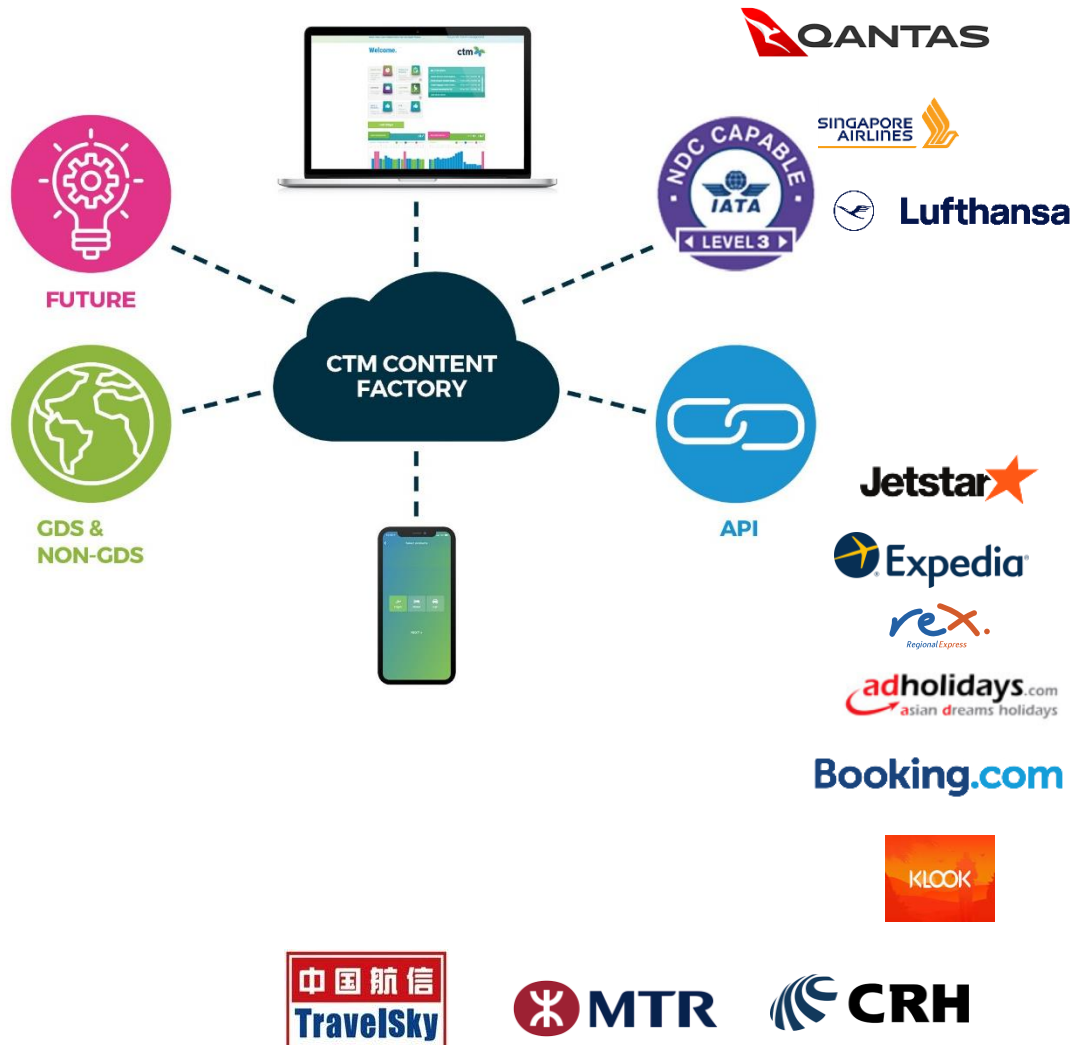 QANTAS
Welcome.
ctm
SINGAPORE
AIRLINES
NDC CAPABLE
IATA
LEVEL 3
Lufthansa
FUTURE
CTM CONTENT
FACTORY
GDS &
NON-GDS
API
Jetstar
Expedia
rex.
Regional Express
adholidays.com
asian dreams holidays
Booking.com
KLOOK
中国航信
TravelSky
MTR
CRH